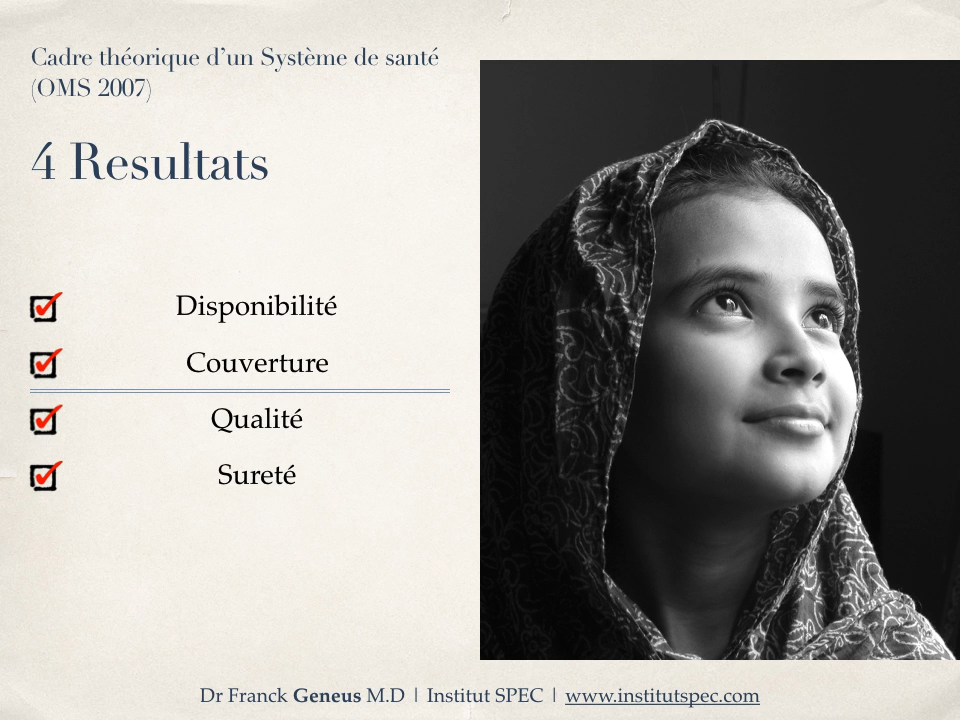 Cadre théorique d’un Système de santé
(OMS 2007)
4 Resultats
Disponibilité
Couverture
Qualité
Sureté
Dr Franck Geneus M.D | Institut SPEC | www.institutspec.com